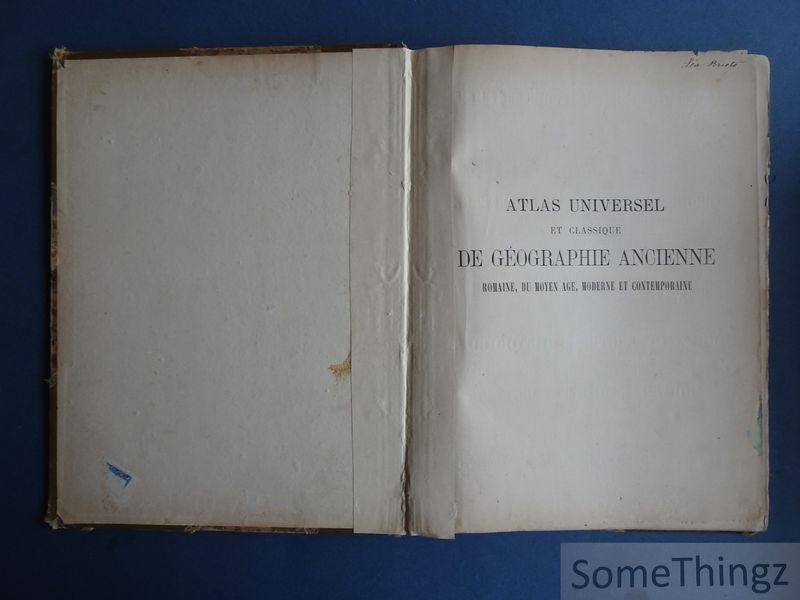 ATLAS UNIVERSEL
ET CLASSIQUE
DE GÉOGRAPHIE ANCIENNE
ROMAINE, DU MOYEN AGE, MODERNE ET CONTEMPORAINE
SomeThingz